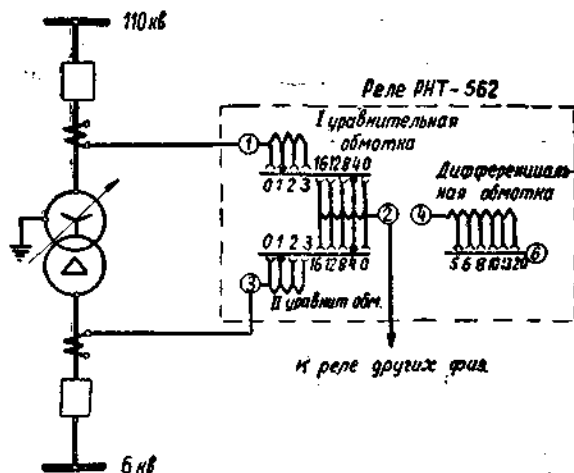 110 кв
Реле РНТ-562
I уравнительная
обмотка
1
0 1 2 3
16 12 8 4 0
Дифференциаль-
ная обмотка
2
4
5 6 8 10 13 20
6
0 1 2 3
16 12 8 4 0
3
II уравнит обм.
К реле других фаз
6 кв